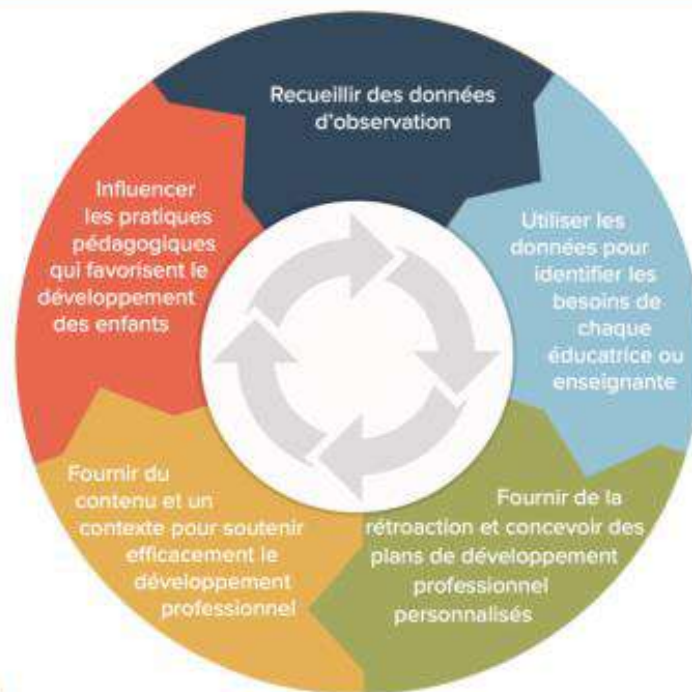 Recueillir des données
d'observation
Utiliser les
données pour
identifier les
besoins de
chaque
éducatrice ou
enseignante
Fournir de la
rétroaction et concevoir des
plans de développement
professionnel
personnalisés
Fournir du
contenu et un
contexte pour soutenir
efficacement le
développement
professionnel
Influencer
les pratiques
pédagogiques
qui favorisent le
développement
des enfants